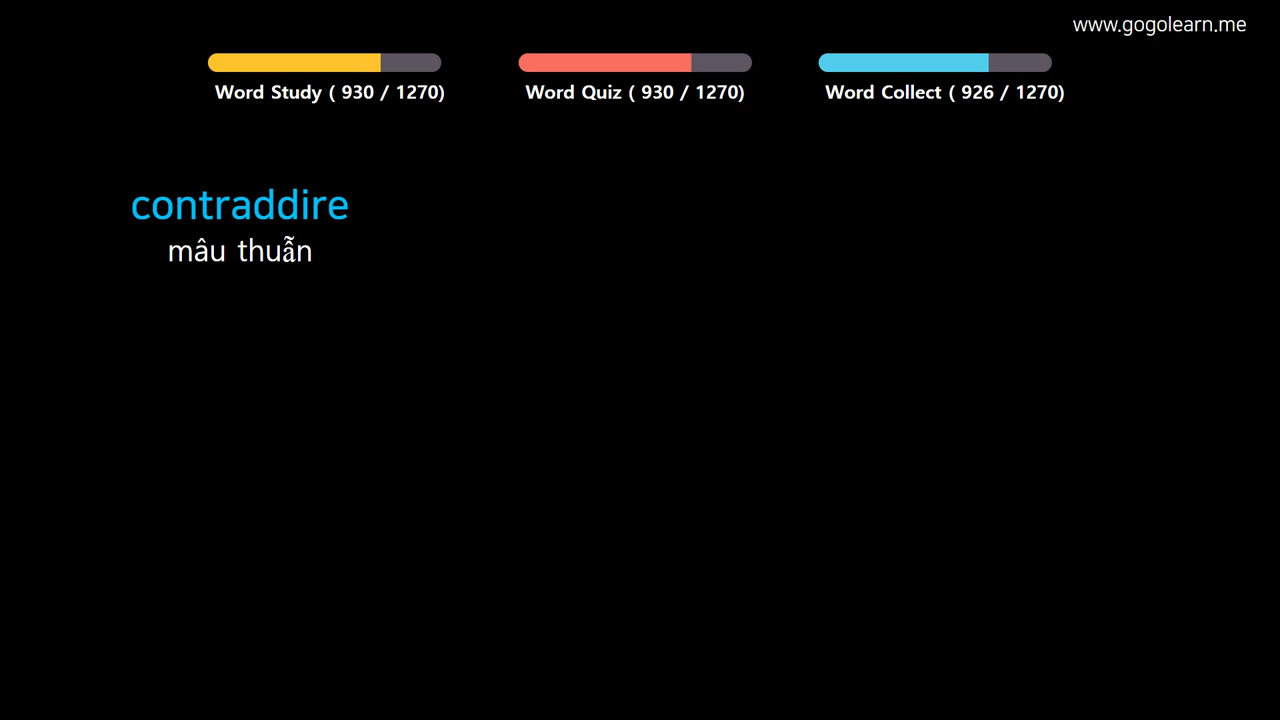 www.gogolearn.me
Word Study ( 930 / 1270)
Word Quiz ( 930 / 1270)
Word Collect ( 926 / 1270)
contraddire
mâu thuẫn